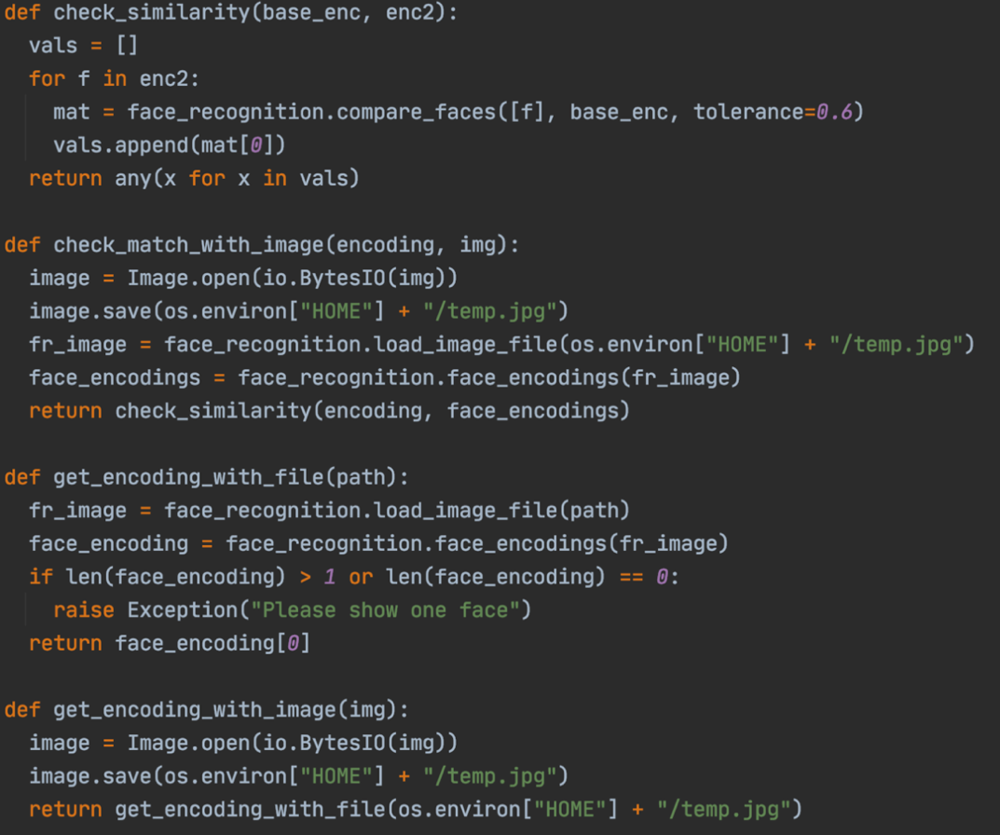 def check_similarity(base_enc, enc2):
  vals = []
  for f in enc2:
    mat = face_recognition.compare_faces([f], base_enc, tolerance=0.6)
    vals.append(mat[0])
  return any(x for x in vals)

def check_match_with_image(encoding, img):
  image = Image.open(io.BytesIO(img))
  image.save(os.environ["HOME"] + "/temp.jpg")
  fr_image = face_recognition.load_image_file(os.environ["HOME"] + "/temp.jpg")
  face_encodings = face_recognition.face_encodings(fr_image)
  return check_similarity(encoding, face_encodings)

def get_encoding_with_file(path):
  fr_image = face_recognition.load_image_file(path)
  face_encoding = face_recognition.face_encodings(fr_image)
  if len(face_encoding) > 1 or len(face_encoding) == 0:
    raise Exception("Please show one face")
  return face_encoding[0]

def get_encoding_with_image(img):
  image = Image.open(io.BytesIO(img))
  image.save(os.environ["HOME"] + "/temp.jpg")
  return get_encoding_with_file(os.environ["HOME"] + "/temp.jpg")